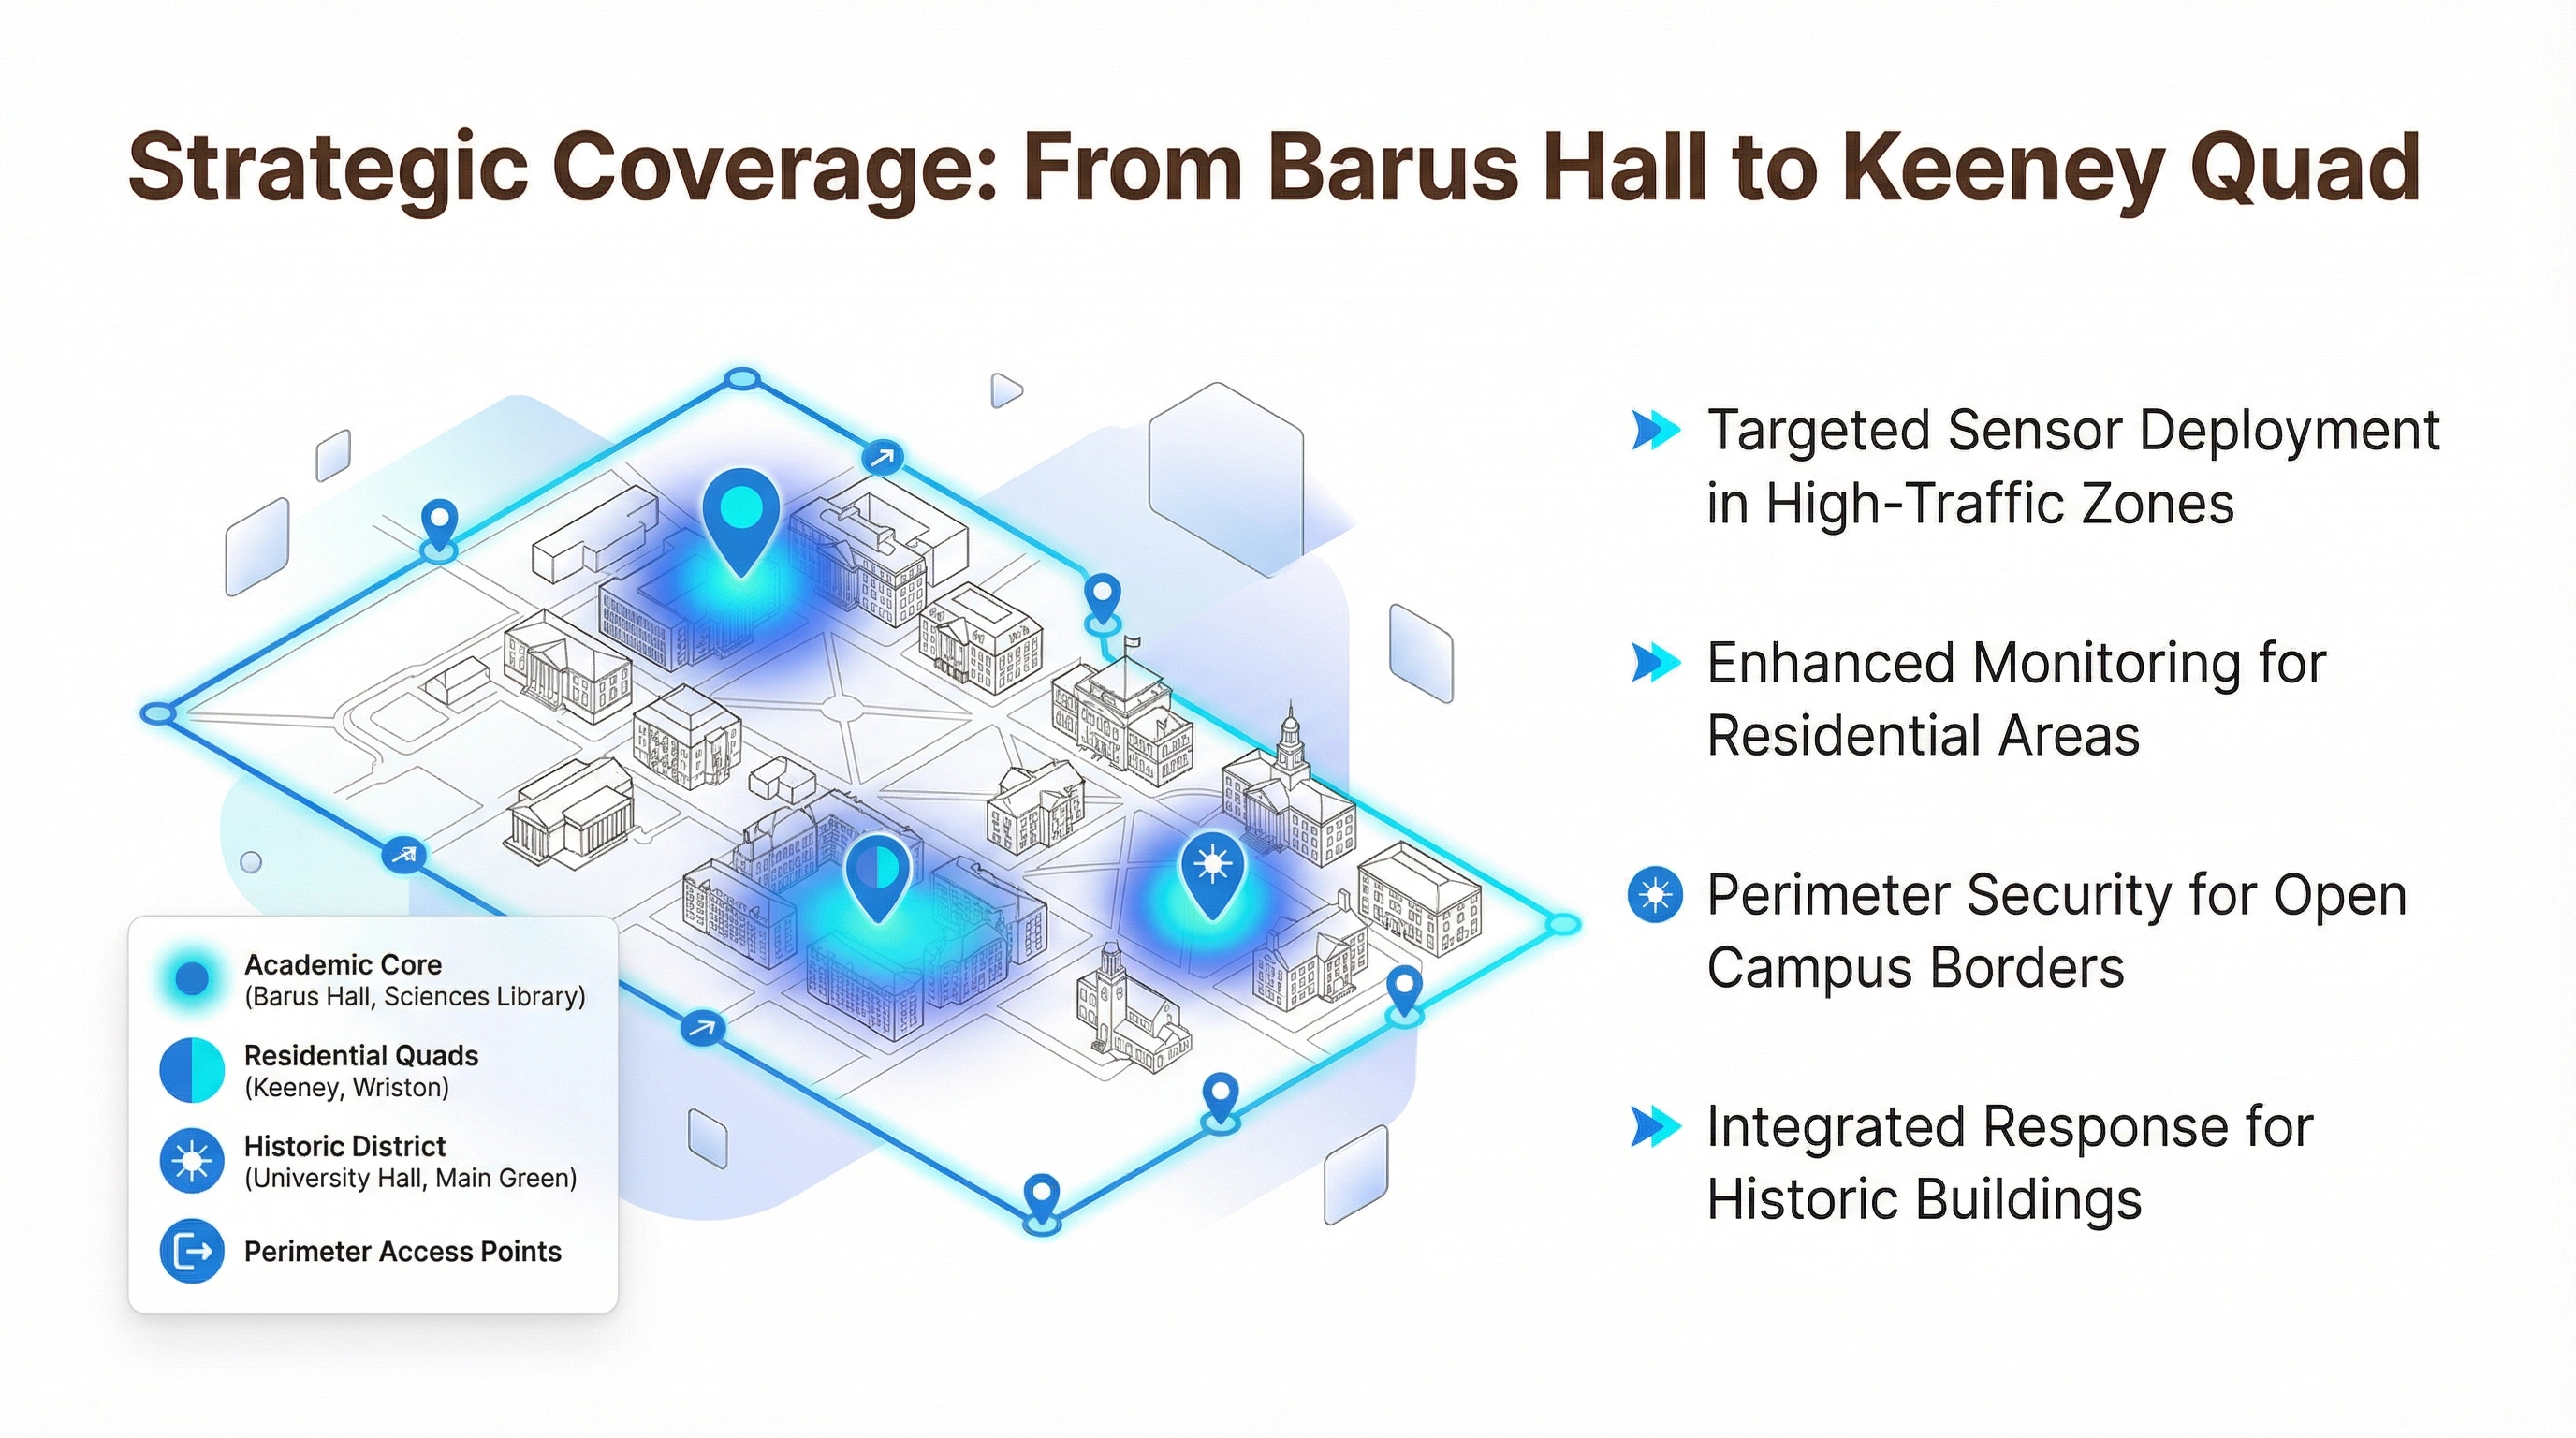 Strategic Coverage: From Barus Hall to Keeney Quad
Targeted Sensor Deployment
in High-Traffic Zones
Enhanced Monitoring for
Residential Areas
Perimeter Security for Open
Campus Borders
Integrated Response for
Historic Buildings
Academic Core
(Barus Hall, Sciences Library)
Residential Quads
(Keeney, Wriston)
Historic District
(University Hall, Main Green)
Perimeter Access Points